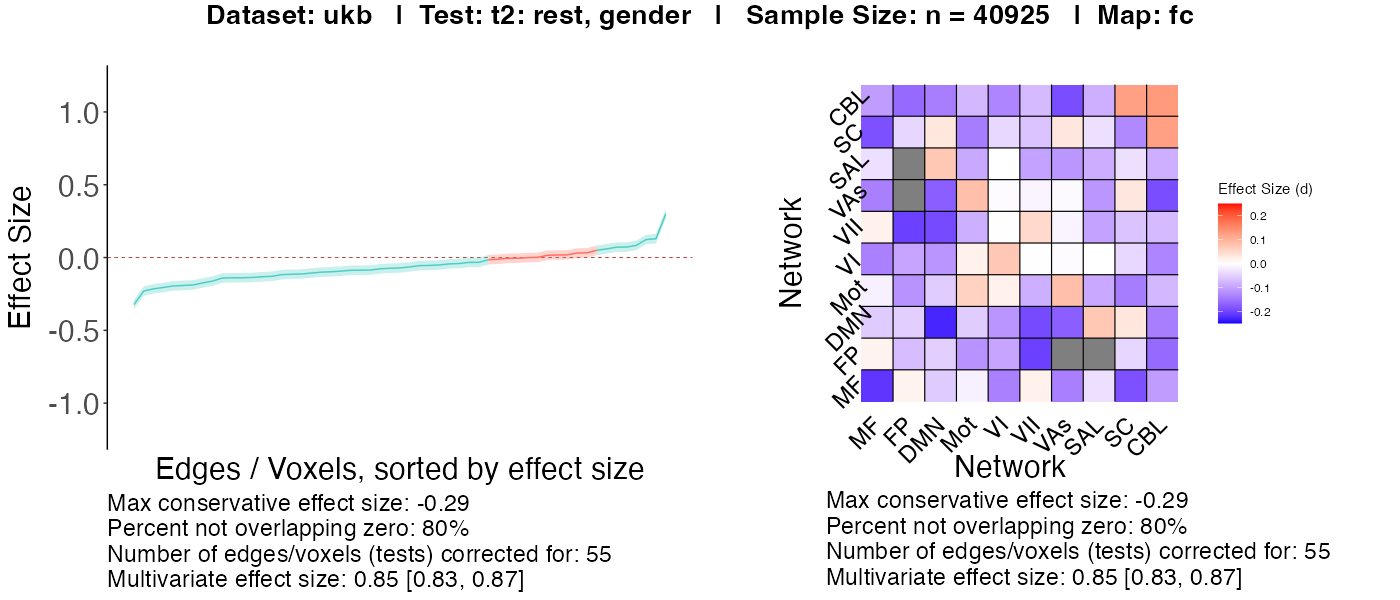 Dataset: ukb | Test: t2: rest, gender | Sample Size: n = 40925 | Map: fc
Effect Size
1.0
0.5
0.0
-0.5
-1.0
Edges / Voxels, sorted by effect size
Max conservative effect size: -0.29
Percent not overlapping zero: 80%
Number of edges/voxels (tests) corrected for: 55
Multivariate effect size: 0.85 [0.83, 0.87]
Network
CBL
SC
SAL
VAs
VII
VI
Mot
DMN
FP
MF
MF
FP
DMN
Mot
VI
VII
VAs
SAL
SC
CBL
Network
Effect Size (d)
0.2
0.1
0.0
-0.1
-0.2
Max conservative effect size: -0.29
Percent not overlapping zero: 80%
Number of edges/voxels (tests) corrected for: 55
Multivariate effect size: 0.85 [0.83, 0.87]